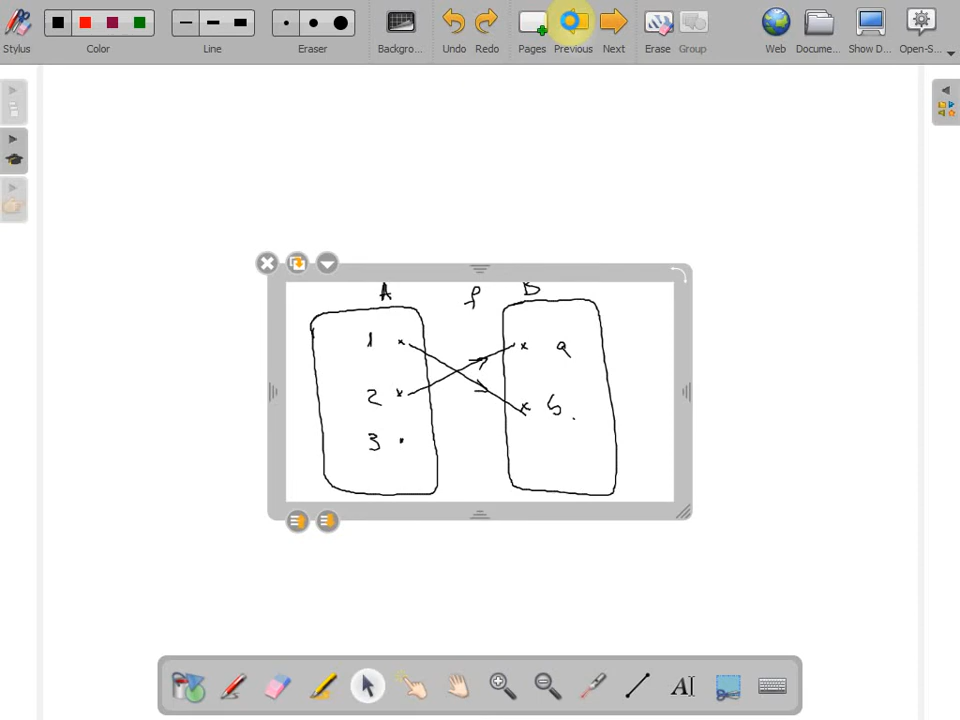 Color Line Eraser Backgro... Undo Redo Pages Previous Next Erase Group Web Docume... Show D... Open-S...
Stylus
A f B
1 a
2 b
3